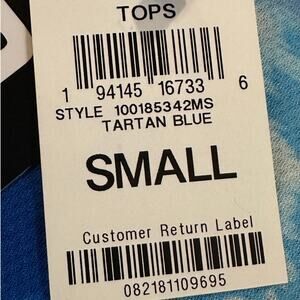 TOPS
1 94145 16733 6
STYLE 100185342MS
TARTAN BLUE
SMALL
Customer Return Label
082181109695